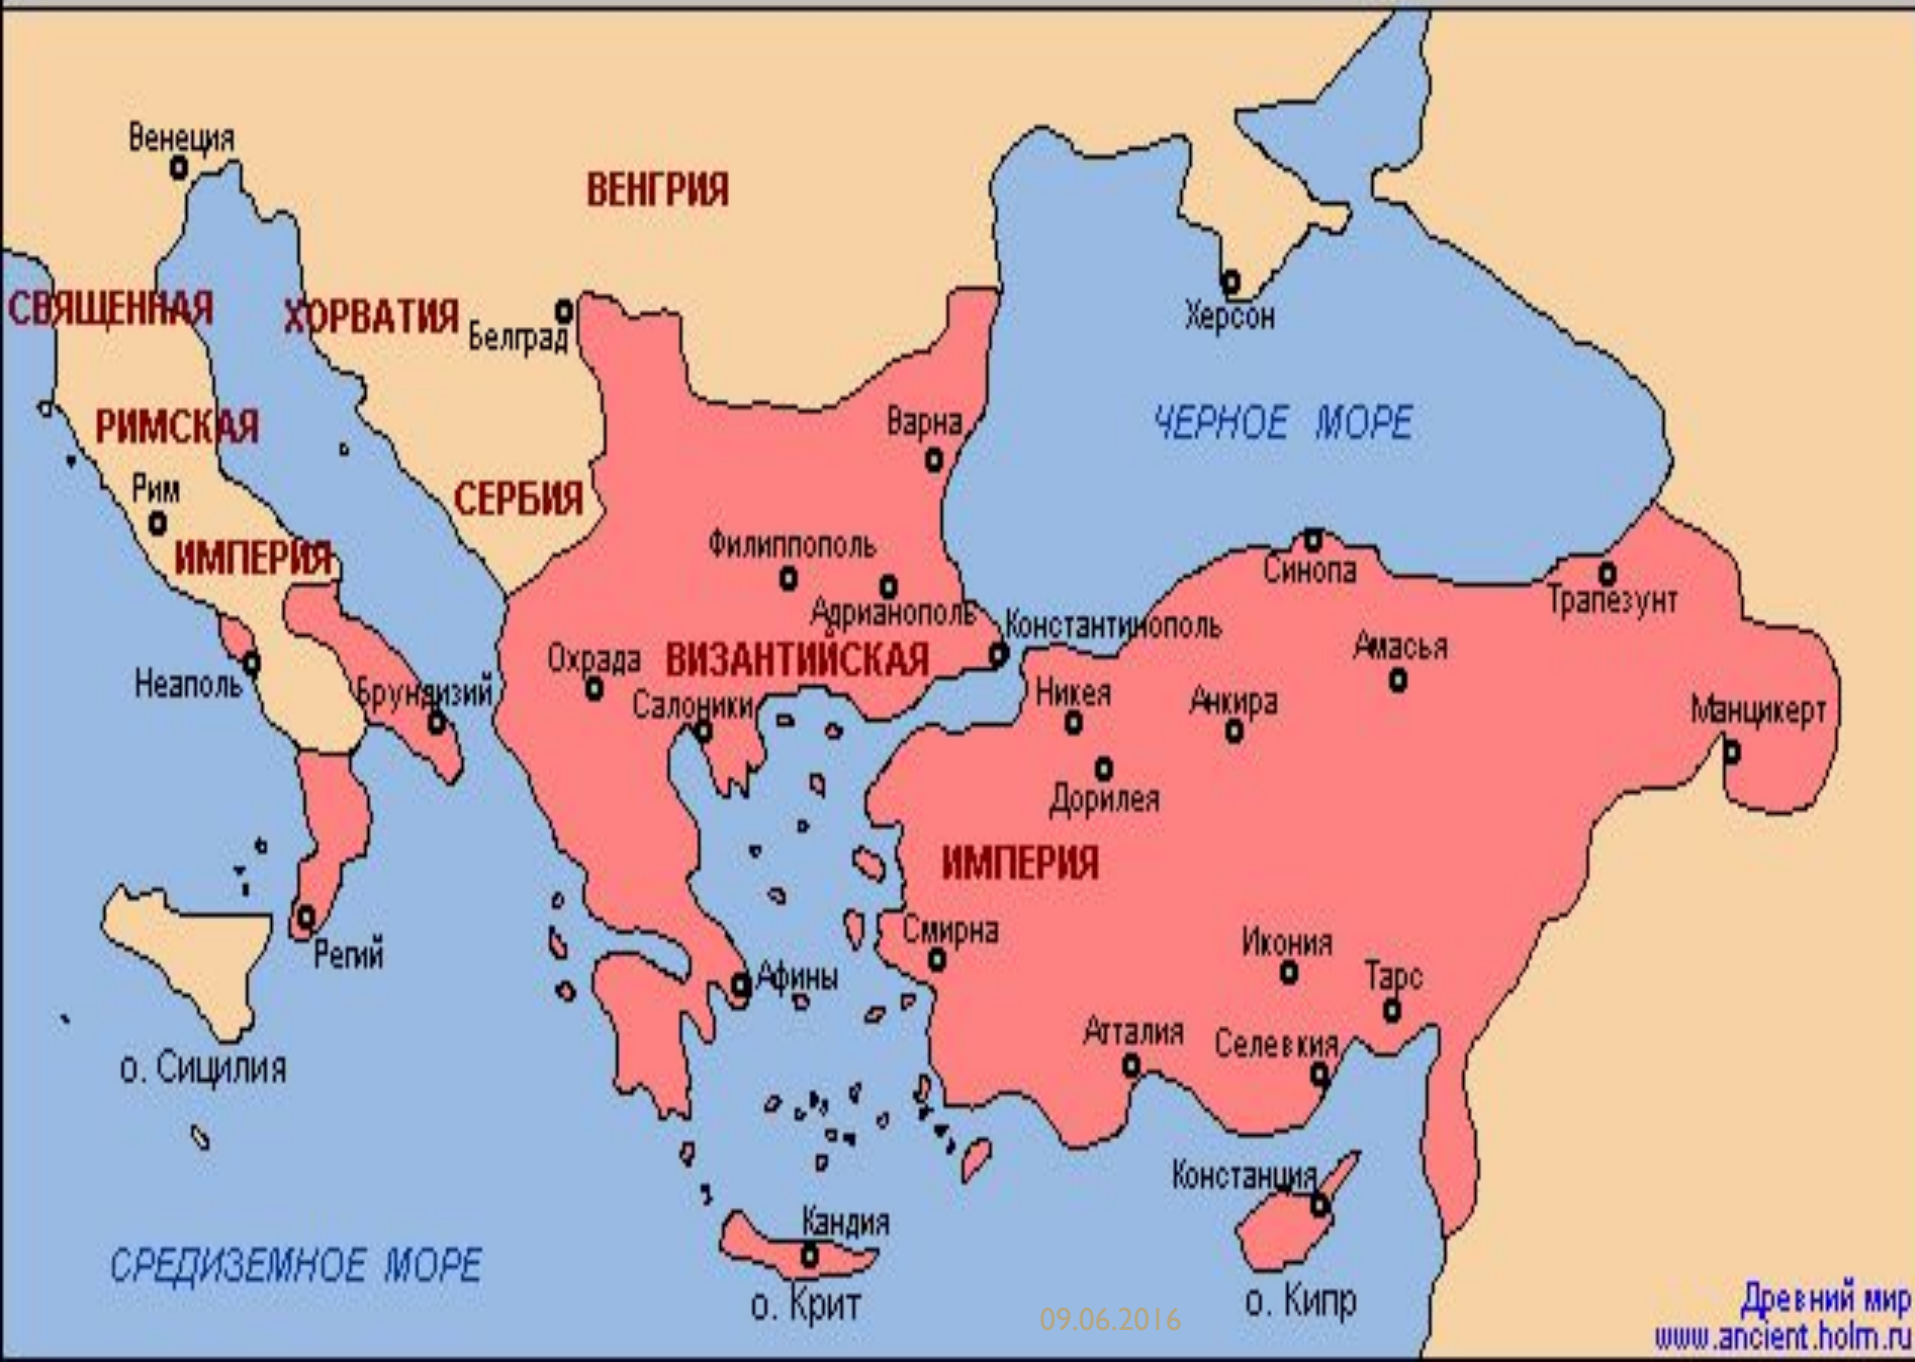 Венеция
ВЕНГРИЯ
СВЯЩЕННАЯ
ХОРВАТИЯ
Белград
Херсон
РИМСКАЯ
Варна
ЧЕРНОЕ МОРЕ
Рим
СЕРБИЯ
ИМПЕРИЯ
Филиппополь
Адрианополь
Константинополь
Синопа
Трапезунт
Неаполь
Брундизий
Охрада
ВИЗАНТИЙСКАЯ
Салоники
Никея
Анкира
Амасья
Манцикерт
Дорилея
ИМПЕРИЯ
Регий
Афины
Смирна
Икония
Тарс
Атталия
Селевкия
о. Сицилия
Констанция
Кандия
СРЕДИЗЕМНОЕ МОРЕ
о. Крит
09.06.2016
о. Кипр
Древний мир
www.ancient.holm.ru